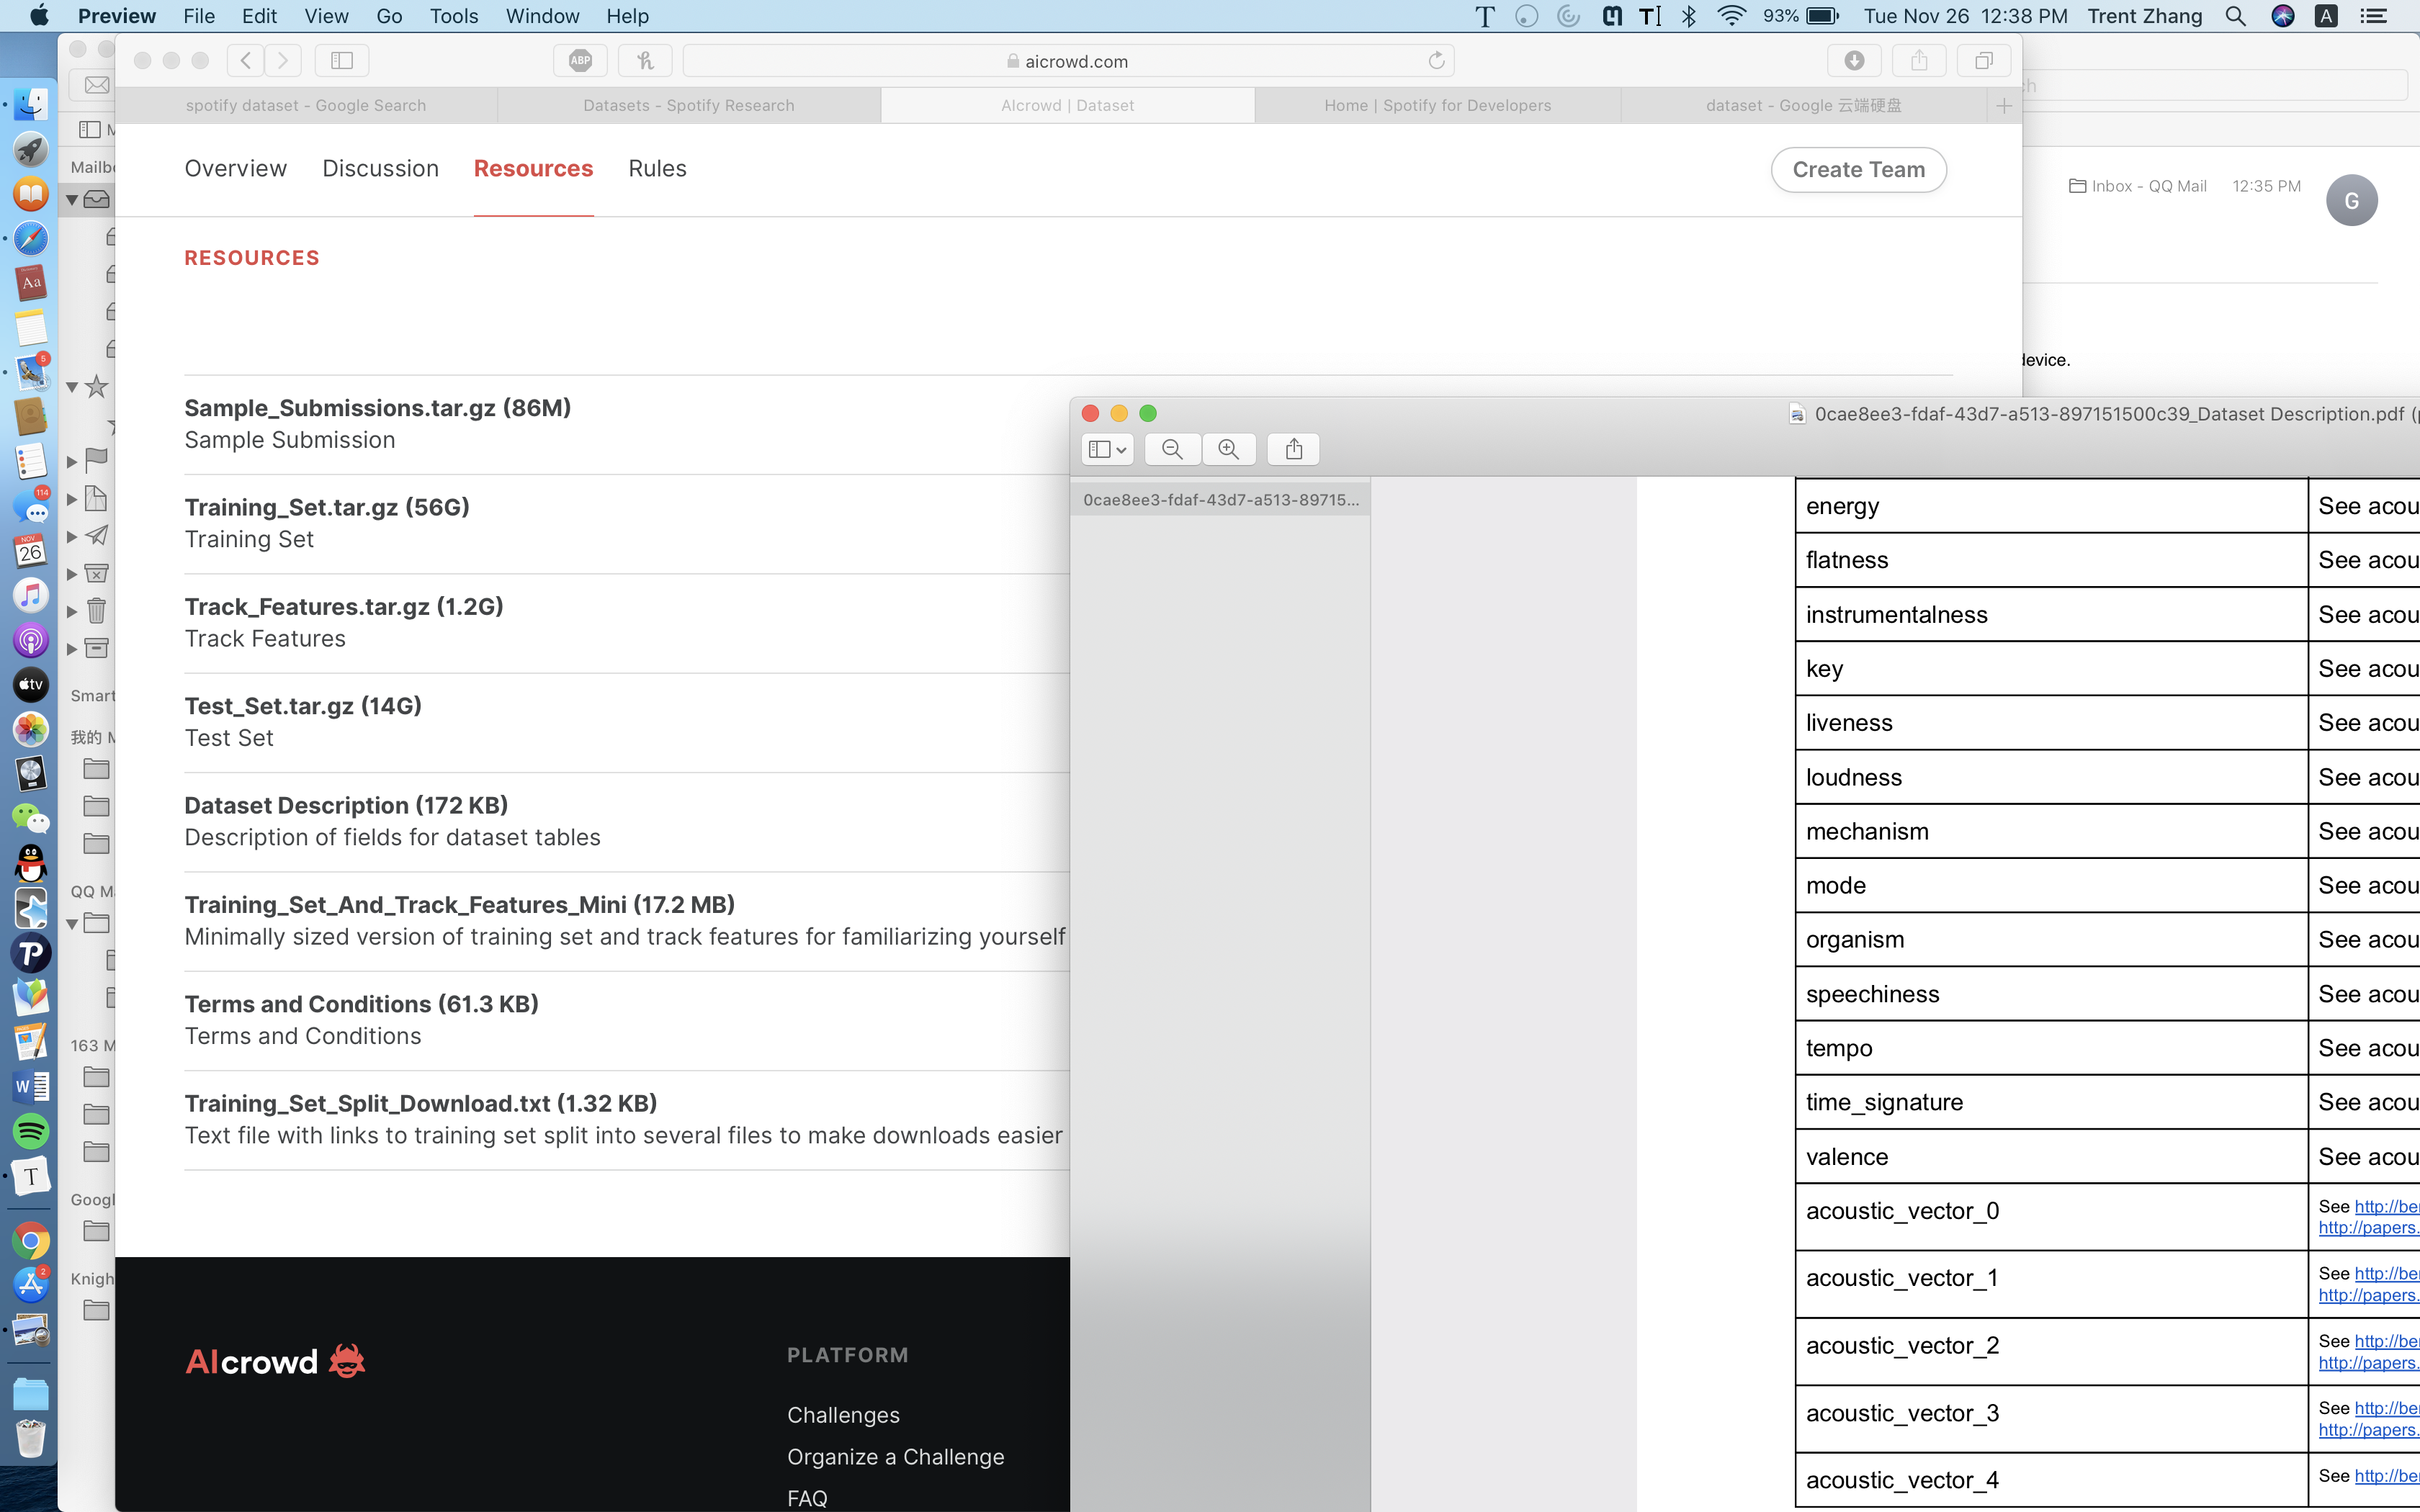 Preview File Edit View Go Tools Window Help
93% Tue Nov 26 12:38 PM Trent Zhang A
ABP
aicrowd.com
spotify dataset - Google Search
Datasets - Spotify Research
AIcrowd | Dataset
Home | Spotify for Developers
dataset - Google 云端硬盘
Overview Discussion Resources Rules
Create Team
RESOURCES
Sample_Submissions.tar.gz (86M)
Sample Submission
Training_Set.tar.gz (56G)
Training Set
Track_Features.tar.gz (1.2G)
Track Features
Test_Set.tar.gz (14G)
Test Set
Dataset Description (172 KB)
Description of fields for dataset tables
Training_Set_And_Track_Features_Mini (17.2 MB)
Minimally sized version of training set and track features for familiarizing yourself
Terms and Conditions (61.3 KB)
Terms and Conditions
Training_Set_Split_Download.txt (1.32 KB)
Text file with links to training set split into several files to make downloads easier
AIcrowd
PLATFORM
Challenges
Organize a Challenge
FAQ
Mailbo
Smart
我的 M
QQ M
163 M
Googl
Knigh
Inbox - QQ Mail 12:35 PM
G
device.
0cae8ee3-fdaf-43d7-a513-897151500c39_Dataset Description.pdf (
0cae8ee3-fdaf-43d7-a513-89715...
energy See acou
flatness See acou
instrumentalness See acou
key See acou
liveness See acou
loudness See acou
mechanism See acou
mode See acou
organism See acou
speechiness See acou
tempo See acou
time_signature See acou
valence See acou
acoustic_vector_0 See http://be
http://papers.
acoustic_vector_1 See http://be
http://papers.
acoustic_vector_2 See http://be
http://papers.
acoustic_vector_3 See http://be
http://papers.
acoustic_vector_4 See http://be
Aa
5
114
NOV
26
tv
P
W
T
2